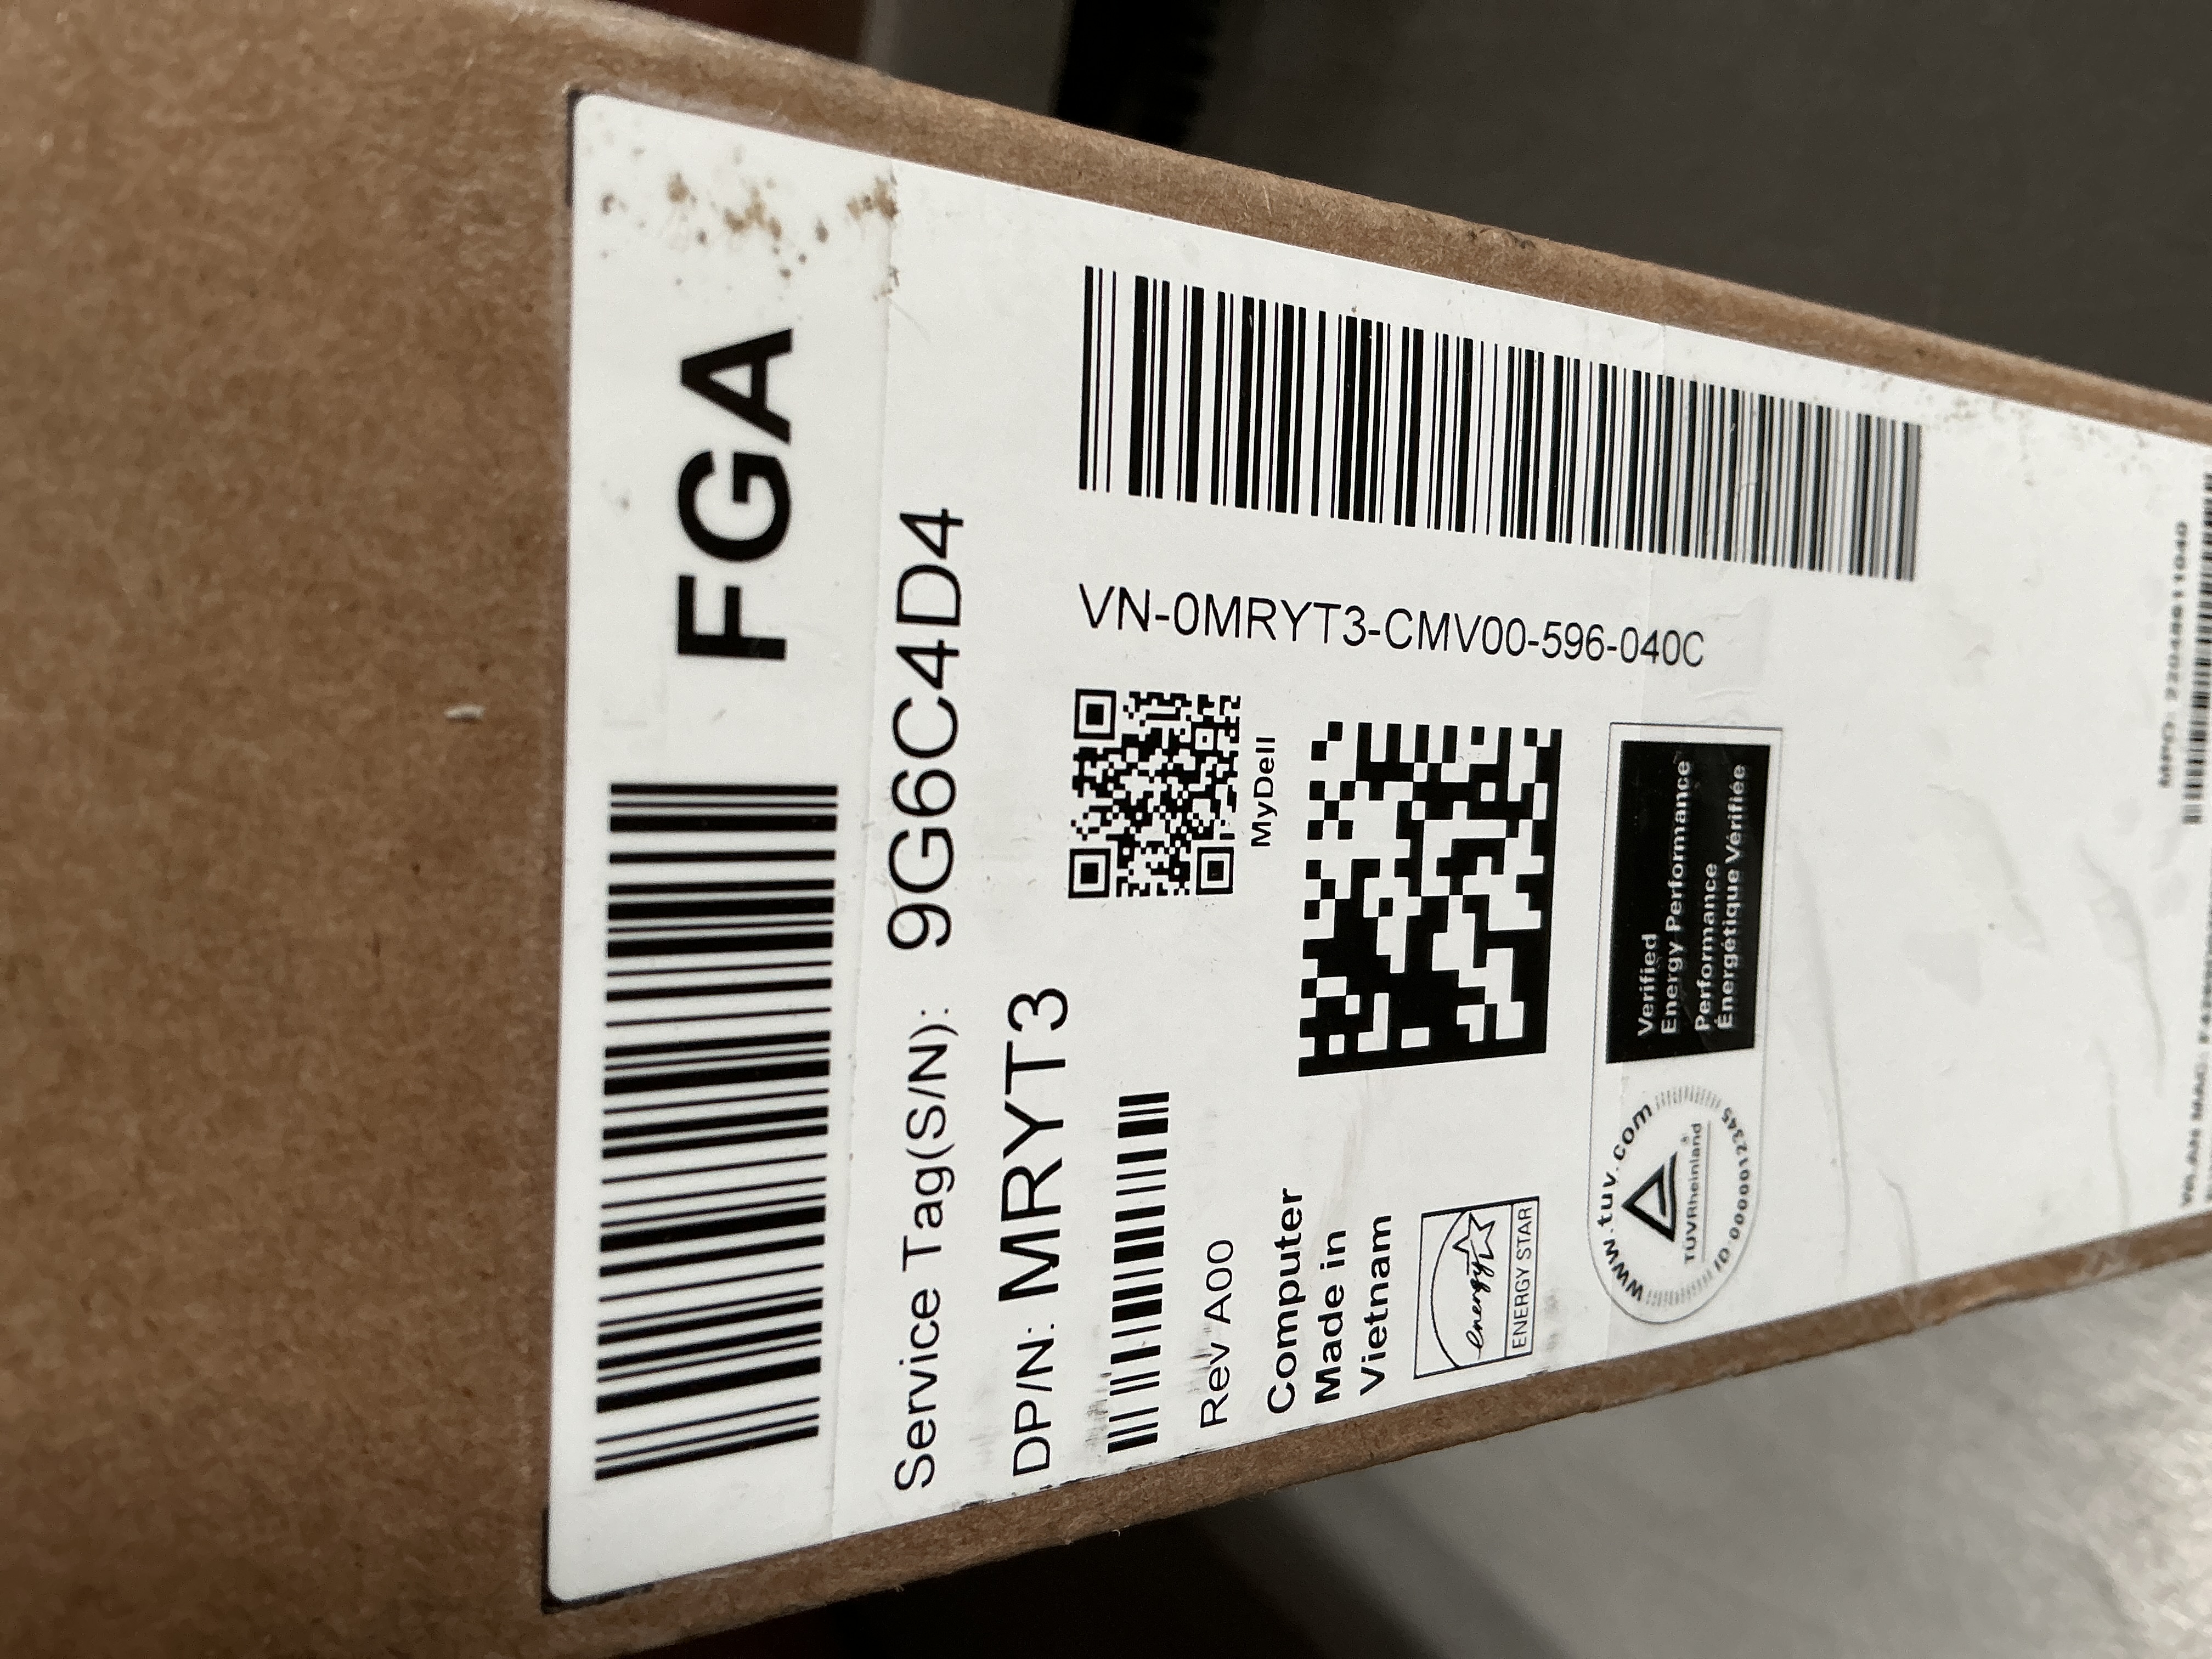 FGA
Service Tag(S/N): 9G6C4D4
DP/N: MRYT3
Rev A00
MyDell
VN-0MRYT3-CMV00-596-040C
Computer
Made in
Vietnam
energy
ENERGY STAR
www.tuv.com
TÜVRheinland®
ID 0000012345
Verified
Energy Performance
Performance
Énergétique Vérifiée